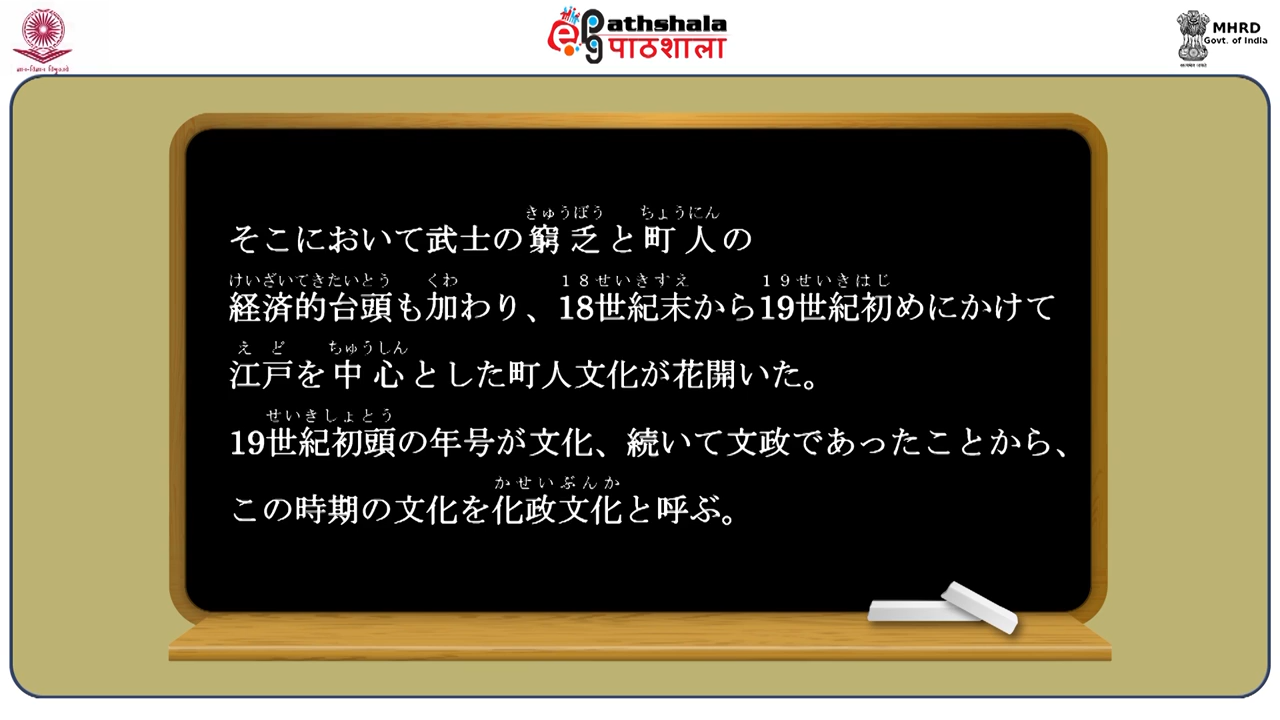 Pathshala
पाठशाला
MHRD
Govt. of India
きゅうぼう ちょうにん
そこにおいて武士の窮乏と町人の
けいざいてきたいとう くわ 18せいきすえ 19せいきはじ
経済的台頭も加わり、18世紀末から19世紀初めにかけて
えど ちゅうしん
江戸を中心とした町人文化が花開いた。
せいきしょとう
19世紀初頭の年号が文化、続いて文政であったことから、
かせいぶんか
この時期の文化を化政文化と呼ぶ。